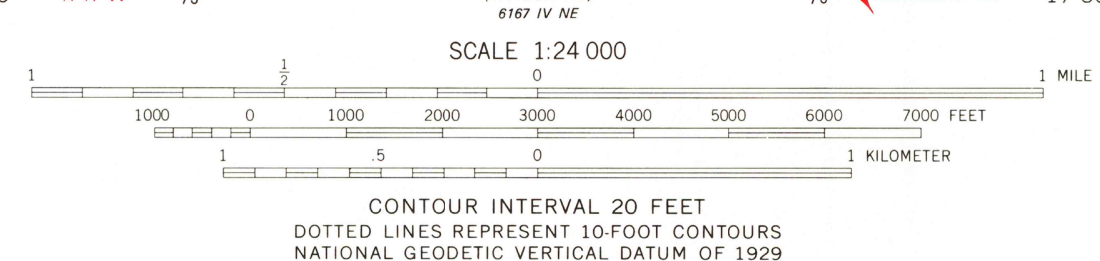 6167 IV NE
SCALE 1:24 000
1 1/2 0 1 MILE
1000 0 1000 2000 3000 4000 5000 6000 7000 FEET
1 .5 0 1 KILOMETER
CONTOUR INTERVAL 20 FEET
DOTTED LINES REPRESENT 10-FOOT CONTOURS
NATIONAL GEODETIC VERTICAL DATUM OF 1929